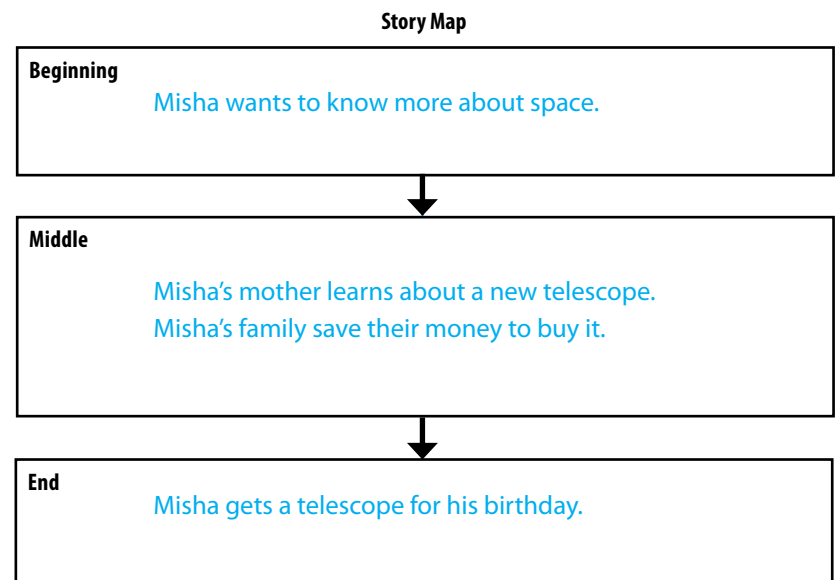 Story Map
Beginning
Misha wants to know more about space.
Middle
Misha’s mother learns about a new telescope.
Misha’s family save their money to buy it.
End
Misha gets a telescope for his birthday.